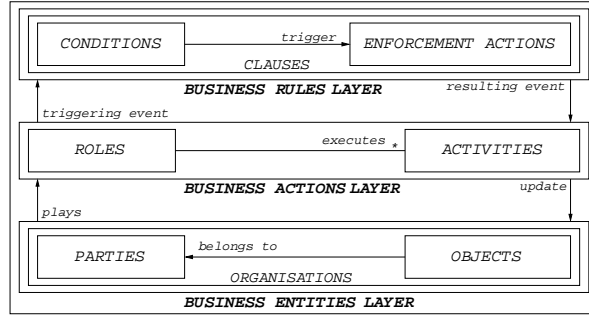 CONDITIONS
trigger
ENFORCEMENT ACTIONS
CLAUSES
BUSINESS RULES LAYER
resulting event
triggering event
ROLES
executes *
ACTIVITIES
BUSINESS ACTIONS LAYER
update
plays
PARTIES
belongs to
OBJECTS
ORGANISATIONS
BUSINESS ENTITIES LAYER